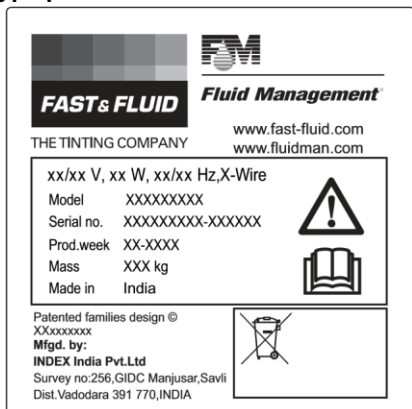 FM
FAST & FLUID
THE TINTING COMPANY
Fluid Management®
www.fast-fluid.com
www.fluidman.com
xx/xx V, xx W, xx/xx Hz,X-Wire
Model XXXXXXXXX
Serial no. XXXXXXXXX-XXXXXX
Prod.week XX-XXXX
Mass XXX kg
Made in India
Patented families design ©
XXxxxxxxx
Mfgd. by:
INDEX India Pvt.Ltd
Survey no:256,GIDC Manjusar,Savli
Dist.Vadodara 391 770,INDIA